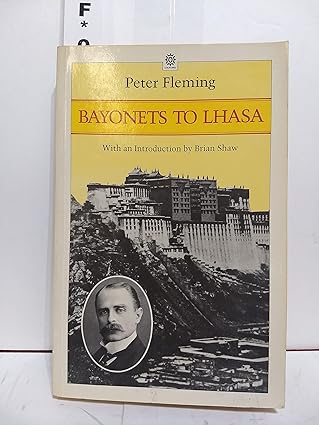 F*
Peter Fleming
BAYONETS TO LHASA
With an Introduction by Brian Shaw